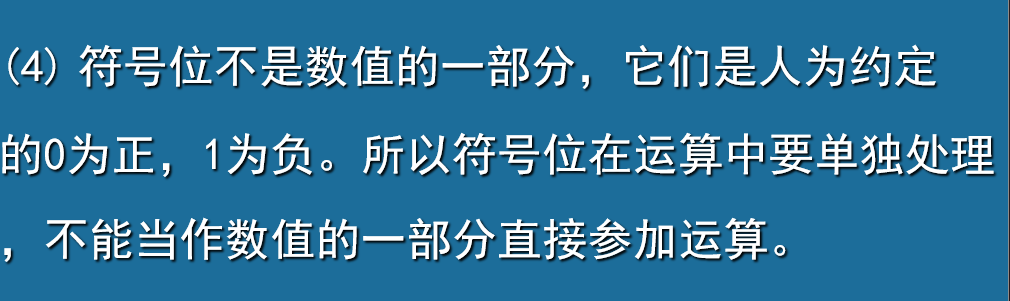 (4) 符号位不是数值的一部分，它们是人为约定
的0为正，1为负。所以符号位在运算中要单独处理
，不能当作数值的一部分直接参加运算。